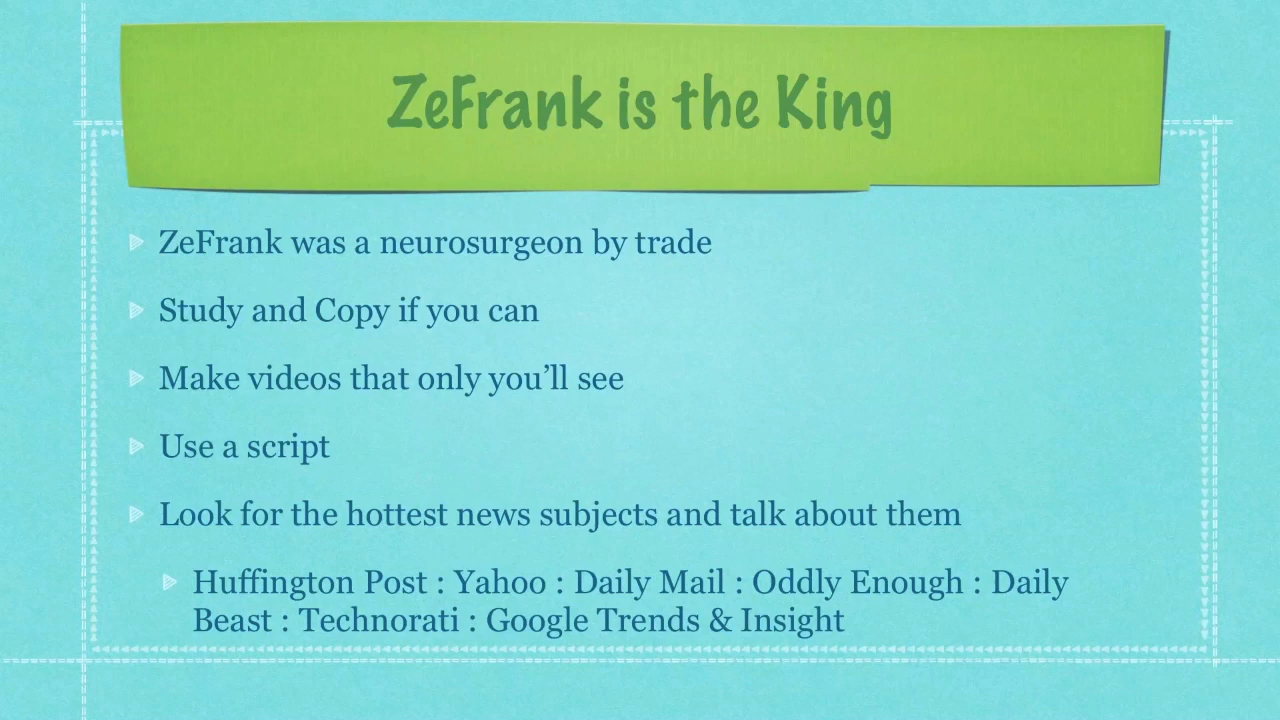 ZeFrank is the King
ZeFrank was a neurosurgeon by trade
Study and Copy if you can
Make videos that only you’ll see
Use a script
Look for the hottest news subjects and talk about them
Huffington Post : Yahoo : Daily Mail : Oddly Enough : Daily
Beast : Technorati : Google Trends & Insight